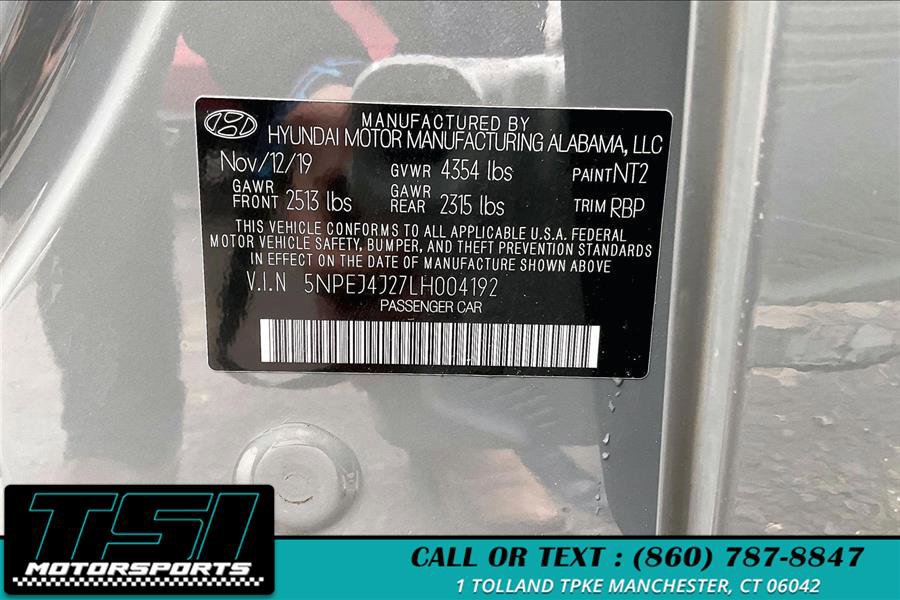 MANUFACTURED BY
HYUNDAI MOTOR MANUFACTURING ALABAMA, LLC
Nov/12/19 GVWR 4354 lbs PAINT NT2
GAWR FRONT 2513 lbs GAWR REAR 2315 lbs TRIM RBP
THIS VEHICLE CONFORMS TO ALL APPLICABLE U.S.A. FEDERAL
MOTOR VEHICLE SAFETY, BUMPER, AND THEFT PREVENTION STANDARDS
IN EFFECT ON THE DATE OF MANUFACTURE SHOWN ABOVE
V.I.N 5NPEJ4J27LH004192
PASSENGER CAR
TSI
MOTORSPORTS
CALL OR TEXT : (860) 787-8847
1 TOLLAND TPKE MANCHESTER, CT 06042